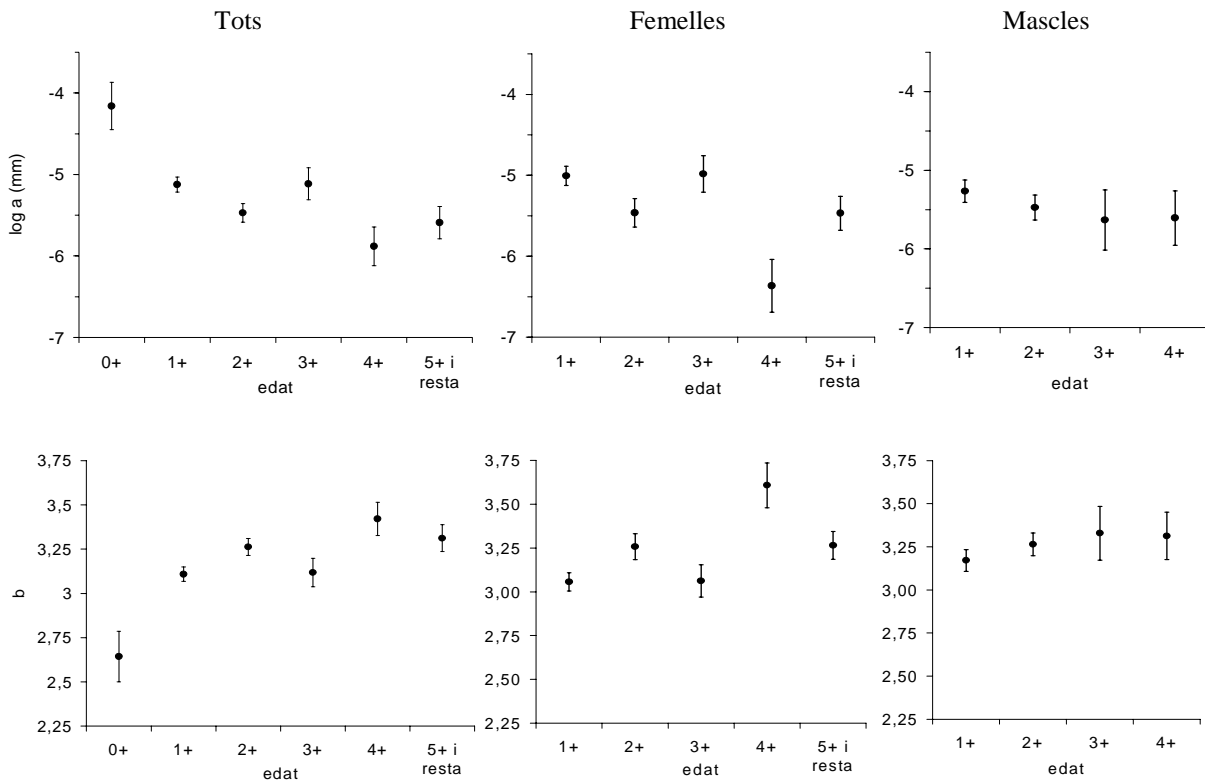 Tots
Femelles
Mascles
log a (mm)
-4
-5
-6
-7
0+ 1+ 2+ 3+ 4+ 5+ i
resta
edat
-4
-5
-6
-7
1+ 2+ 3+ 4+ 5+ i
resta
edat
-4
-5
-6
-7
1+ 2+ 3+ 4+
edat
b
3,75
3,5
3,25
3
2,75
2,5
2,25
0+ 1+ 2+ 3+ 4+ 5+ i
edat resta
3,75
3,50
3,25
3,00
2,75
2,50
2,25
1+ 2+ 3+ 4+ 5+ i
edat resta
3,75
3,50
3,25
3,00
2,75
2,50
2,25
1+ 2+ 3+ 4+
edat